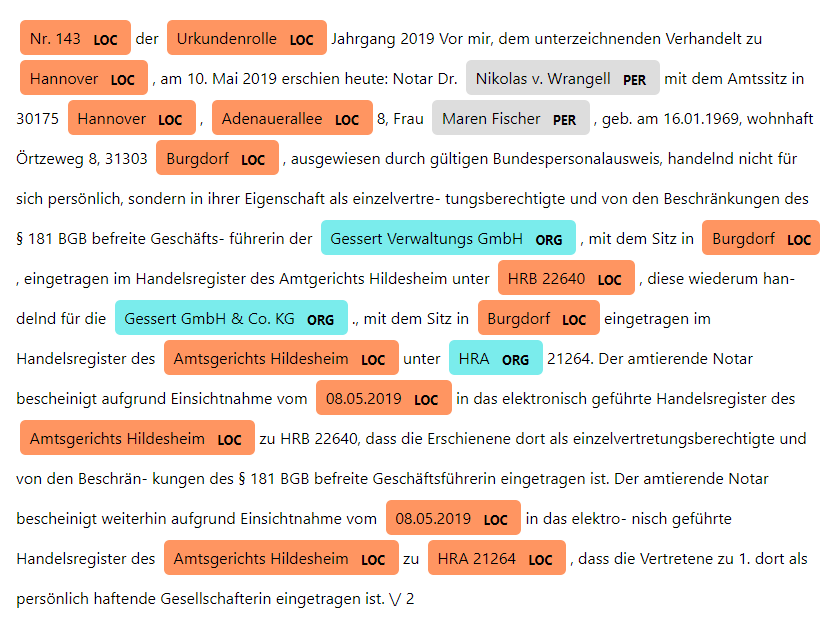 Nr. 143 LOC der Urkundenrolle LOC Jahrgang 2019 Vor mir, dem unterzeichnenden Verhandelt zu
Hannover LOC , am 10. Mai 2019 erschien heute: Notar Dr. Nikolas v. Wrangell PER mit dem Amtssitz in
30175 Hannover LOC , Adenauerallee LOC 8, Frau Maren Fischer PER , geb. am 16.01.1969, wohnhaft
Örtzeweg 8, 31303 Burgdorf LOC , ausgewiesen durch gültigen Bundespersonalausweis, handelnd nicht für
sich persönlich, sondern in ihrer Eigenschaft als einzelvertre- tungsberechtigte und von den Beschränkungen des
§ 181 BGB befreite Geschäfts- führerin der Gessert Verwaltungs GmbH ORG , mit dem Sitz in Burgdorf LOC
, eingetragen im Handelsregister des Amtgerichts Hildesheim unter HRB 22640 LOC , diese wiederum han-
delnd für die Gessert GmbH & Co. KG ORG ., mit dem Sitz in Burgdorf LOC eingetragen im
Handelsregister des Amtsgerichts Hildesheim LOC unter HRA ORG 21264. Der amtierende Notar
bescheinigt aufgrund Einsichtnahme vom 08.05.2019 LOC in das elektronisch geführte Handelsregister des
Amtsgerichts Hildesheim LOC zu HRB 22640, dass die Erschienene dort als einzelvertretungsberechtigte und
von den Beschrän- kungen des § 181 BGB befreite Geschäftsführerin eingetragen ist. Der amtierende Notar
bescheinigt weiterhin aufgrund Einsichtnahme vom 08.05.2019 LOC in das elektro- nisch geführte
Handelsregister des Amtsgerichts Hildesheim LOC zu HRA 21264 LOC , dass die Vertretene zu 1. dort als
persönlich haftende Gesellschafterin eingetragen ist. \/ 2